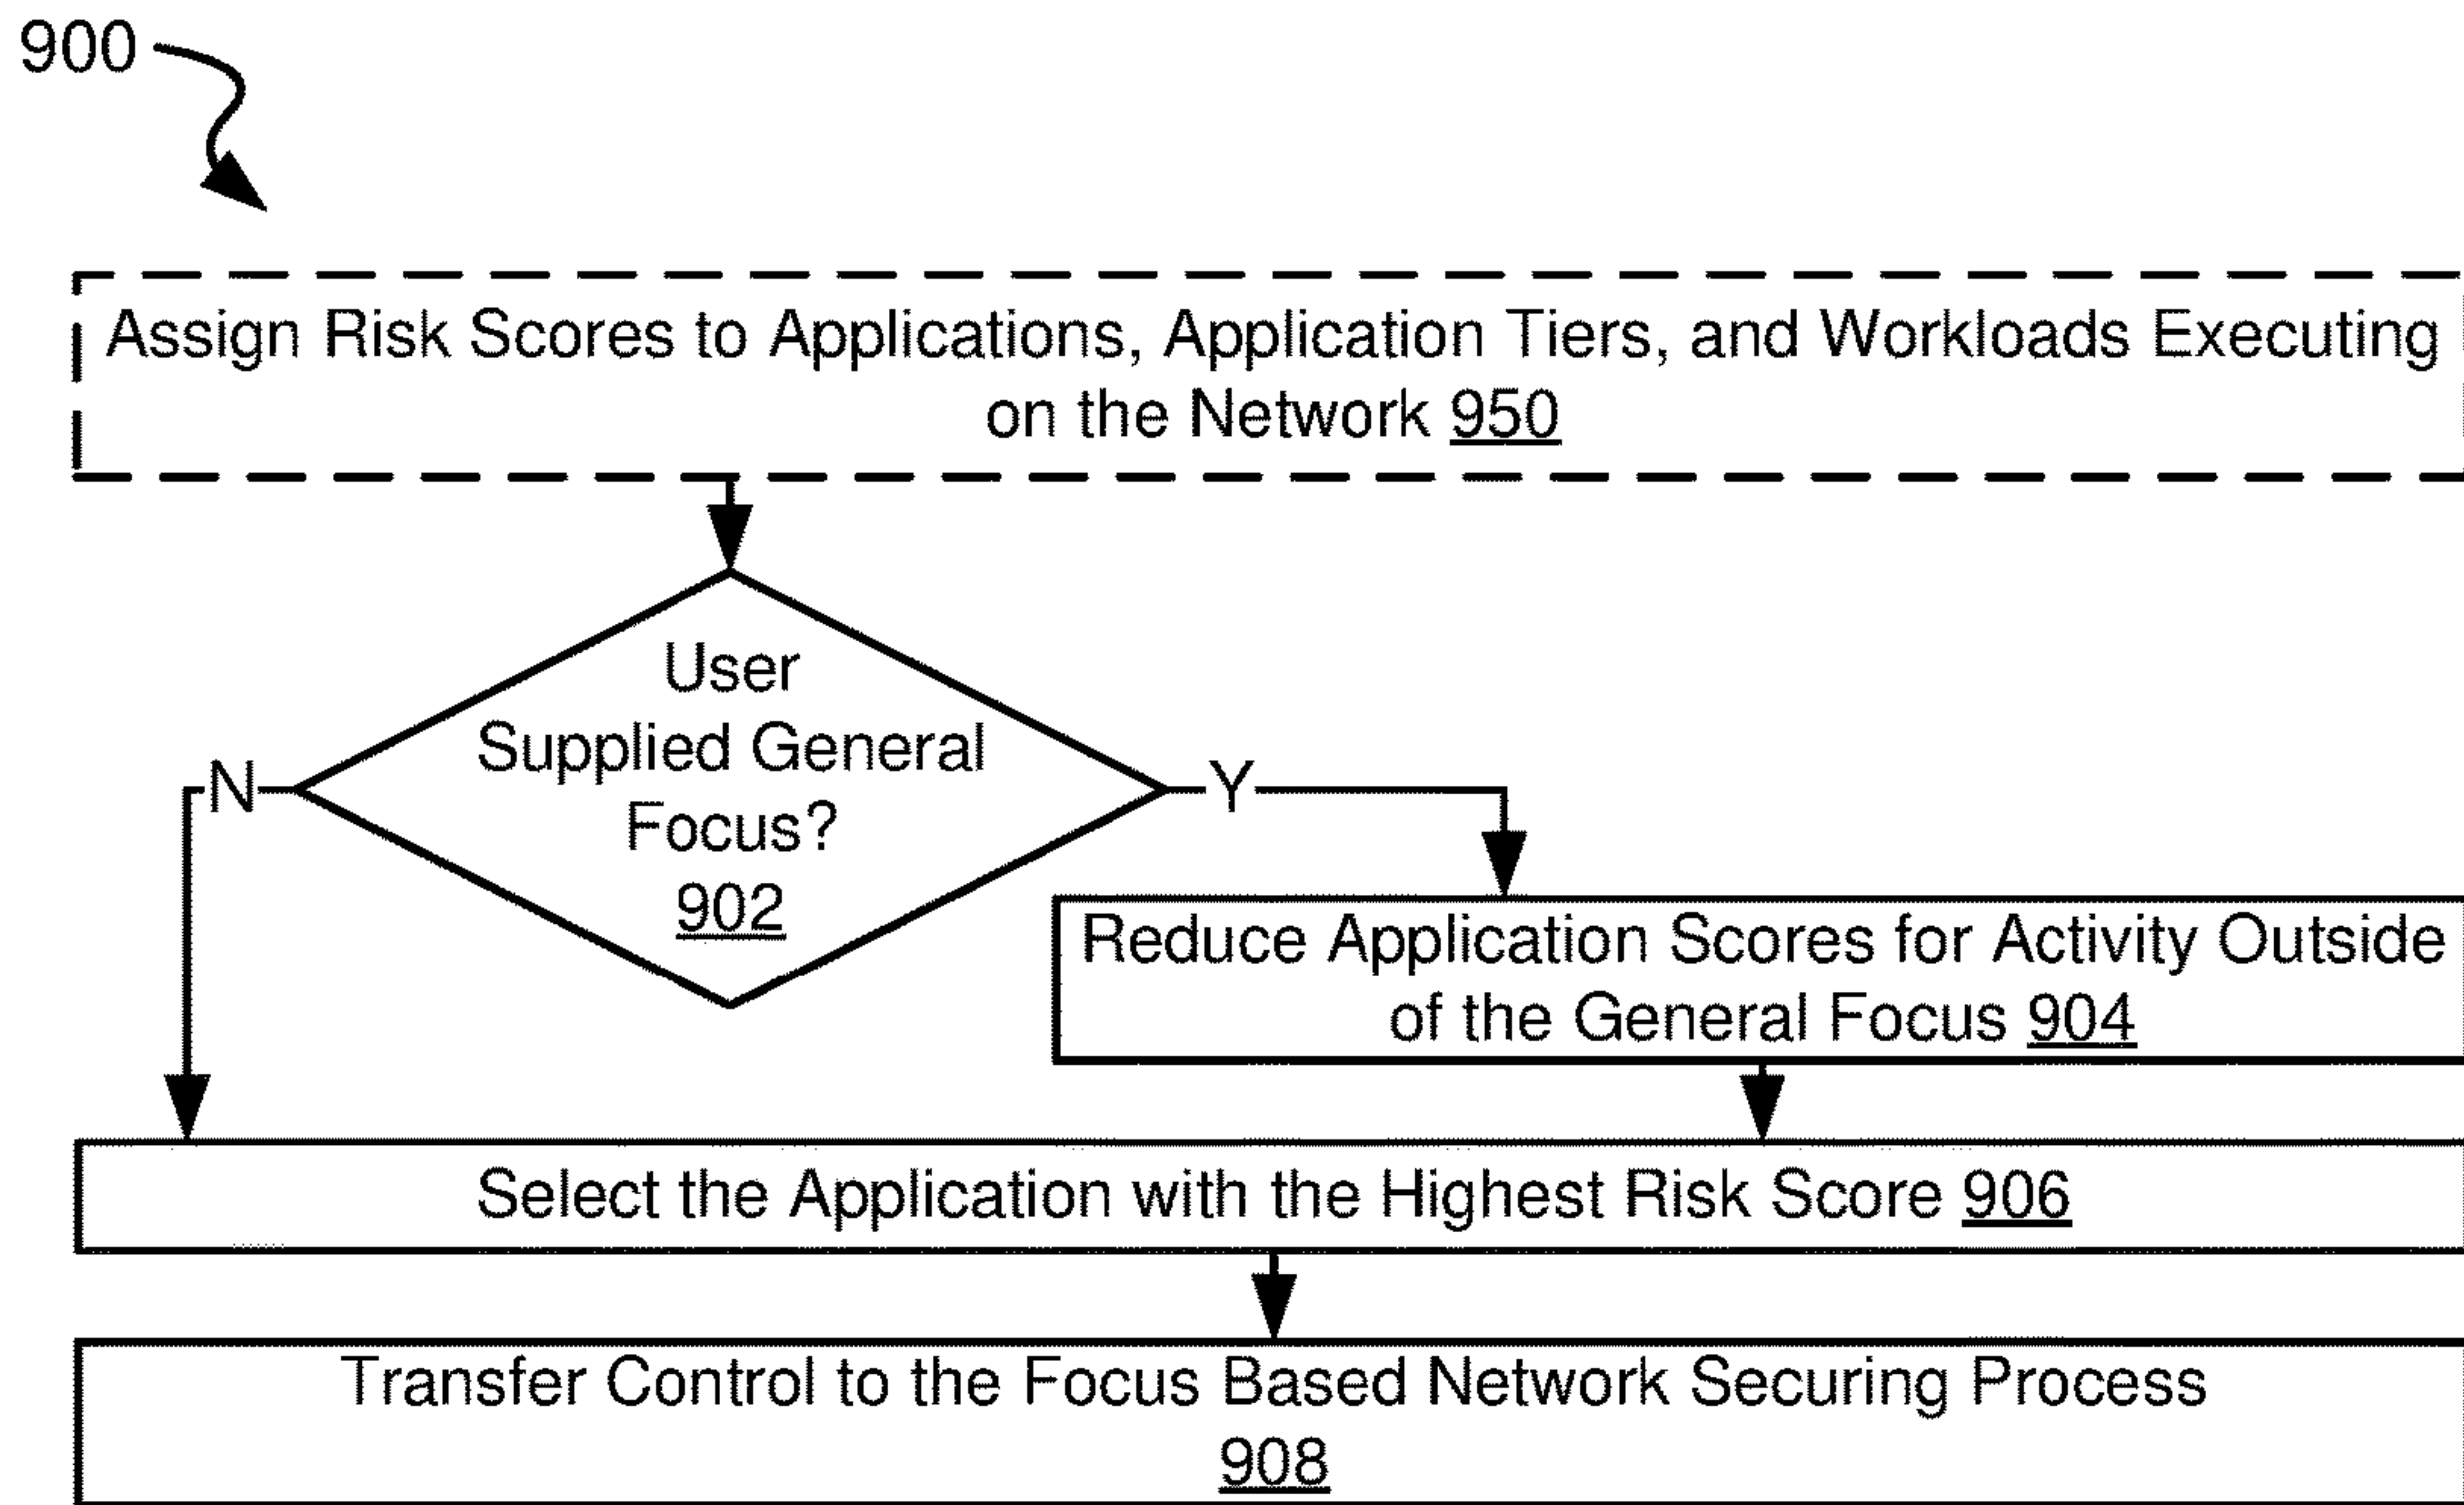 900
Assign Risk Scores to Applications, Application Tiers, and Workloads Executing
on the Network 950
User
Supplied General
Focus?
902
N
Y
Reduce Application Scores for Activity Outside
of the General Focus 904
Select the Application with the Highest Risk Score 906
Transfer Control to the Focus Based Network Securing Process
908